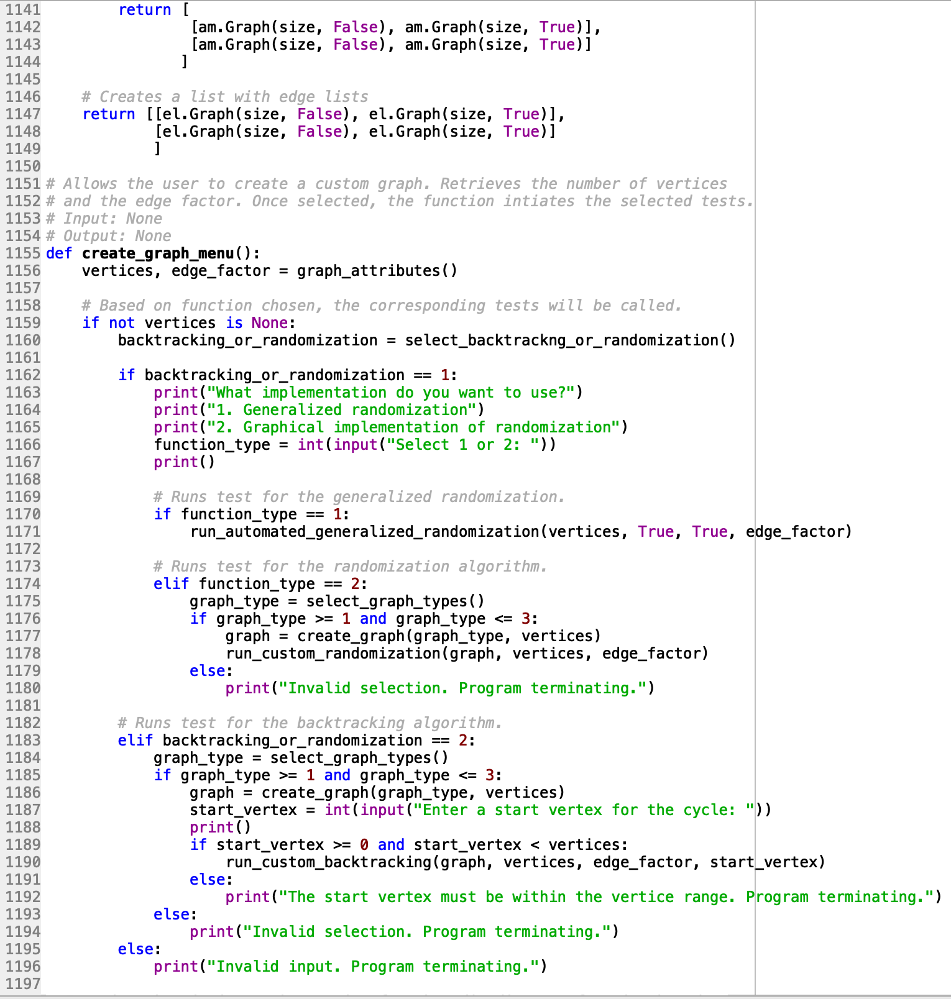 1141         return [
1142                 [am.Graph(size, False), am.Graph(size, True)],
1143                 [am.Graph(size, False), am.Graph(size, True)]
1144                ]
1145
1146     # Creates a list with edge lists
1147     return [[el.Graph(size, False), el.Graph(size, True)],
1148             [el.Graph(size, False), el.Graph(size, True)]
1149             ]
1150
1151 # Allows the user to create a custom graph. Retrieves the number of vertices
1152 # and the edge factor. Once selected, the function intiates the selected tests.
1153 # Input: None
1154 # Output: None
1155 def create_graph_menu():
1156     vertices, edge_factor = graph_attributes()
1157
1158     # Based on function chosen, the corresponding tests will be called.
1159     if not vertices is None:
1160         backtracking_or_randomization = select_backtrackng_or_randomization()
1161
1162         if backtracking_or_randomization == 1:
1163             print("What implementation do you want to use?")
1164             print("1. Generalized randomization")
1165             print("2. Graphical implementation of randomization")
1166             function_type = int(input("Select 1 or 2: "))
1167             print()
1168
1169             # Runs test for the generalized randomization.
1170             if function_type == 1:
1171                 run_automated_generalized_randomization(vertices, True, True, edge_factor)
1172
1173             # Runs test for the randomization algorithm.
1174             elif function_type == 2:
1175                 graph_type = select_graph_types()
1176                 if graph_type >= 1 and graph_type <= 3:
1177                     graph = create_graph(graph_type, vertices)
1178                     run_custom_randomization(graph, vertices, edge_factor)
1179                 else:
1180                     print("Invalid selection. Program terminating.")
1181
1182         # Runs test for the backtracking algorithm.
1183         elif backtracking_or_randomization == 2:
1184             graph_type = select_graph_types()
1185             if graph_type >= 1 and graph_type <= 3:
1186                 graph = create_graph(graph_type, vertices)
1187                 start_vertex = int(input("Enter a start vertex for the cycle: "))
1188                 print()
1189                 if start_vertex >= 0 and start_vertex < vertices:
1190                     run_custom_backtracking(graph, vertices, edge_factor, start_vertex)
1191                 else:
1192                     print("The start vertex must be within the vertice range. Program terminating.")
1193             else:
1194                 print("Invalid selection. Program terminating.")
1195         else:
1196             print("Invalid input. Program terminating.")
1197